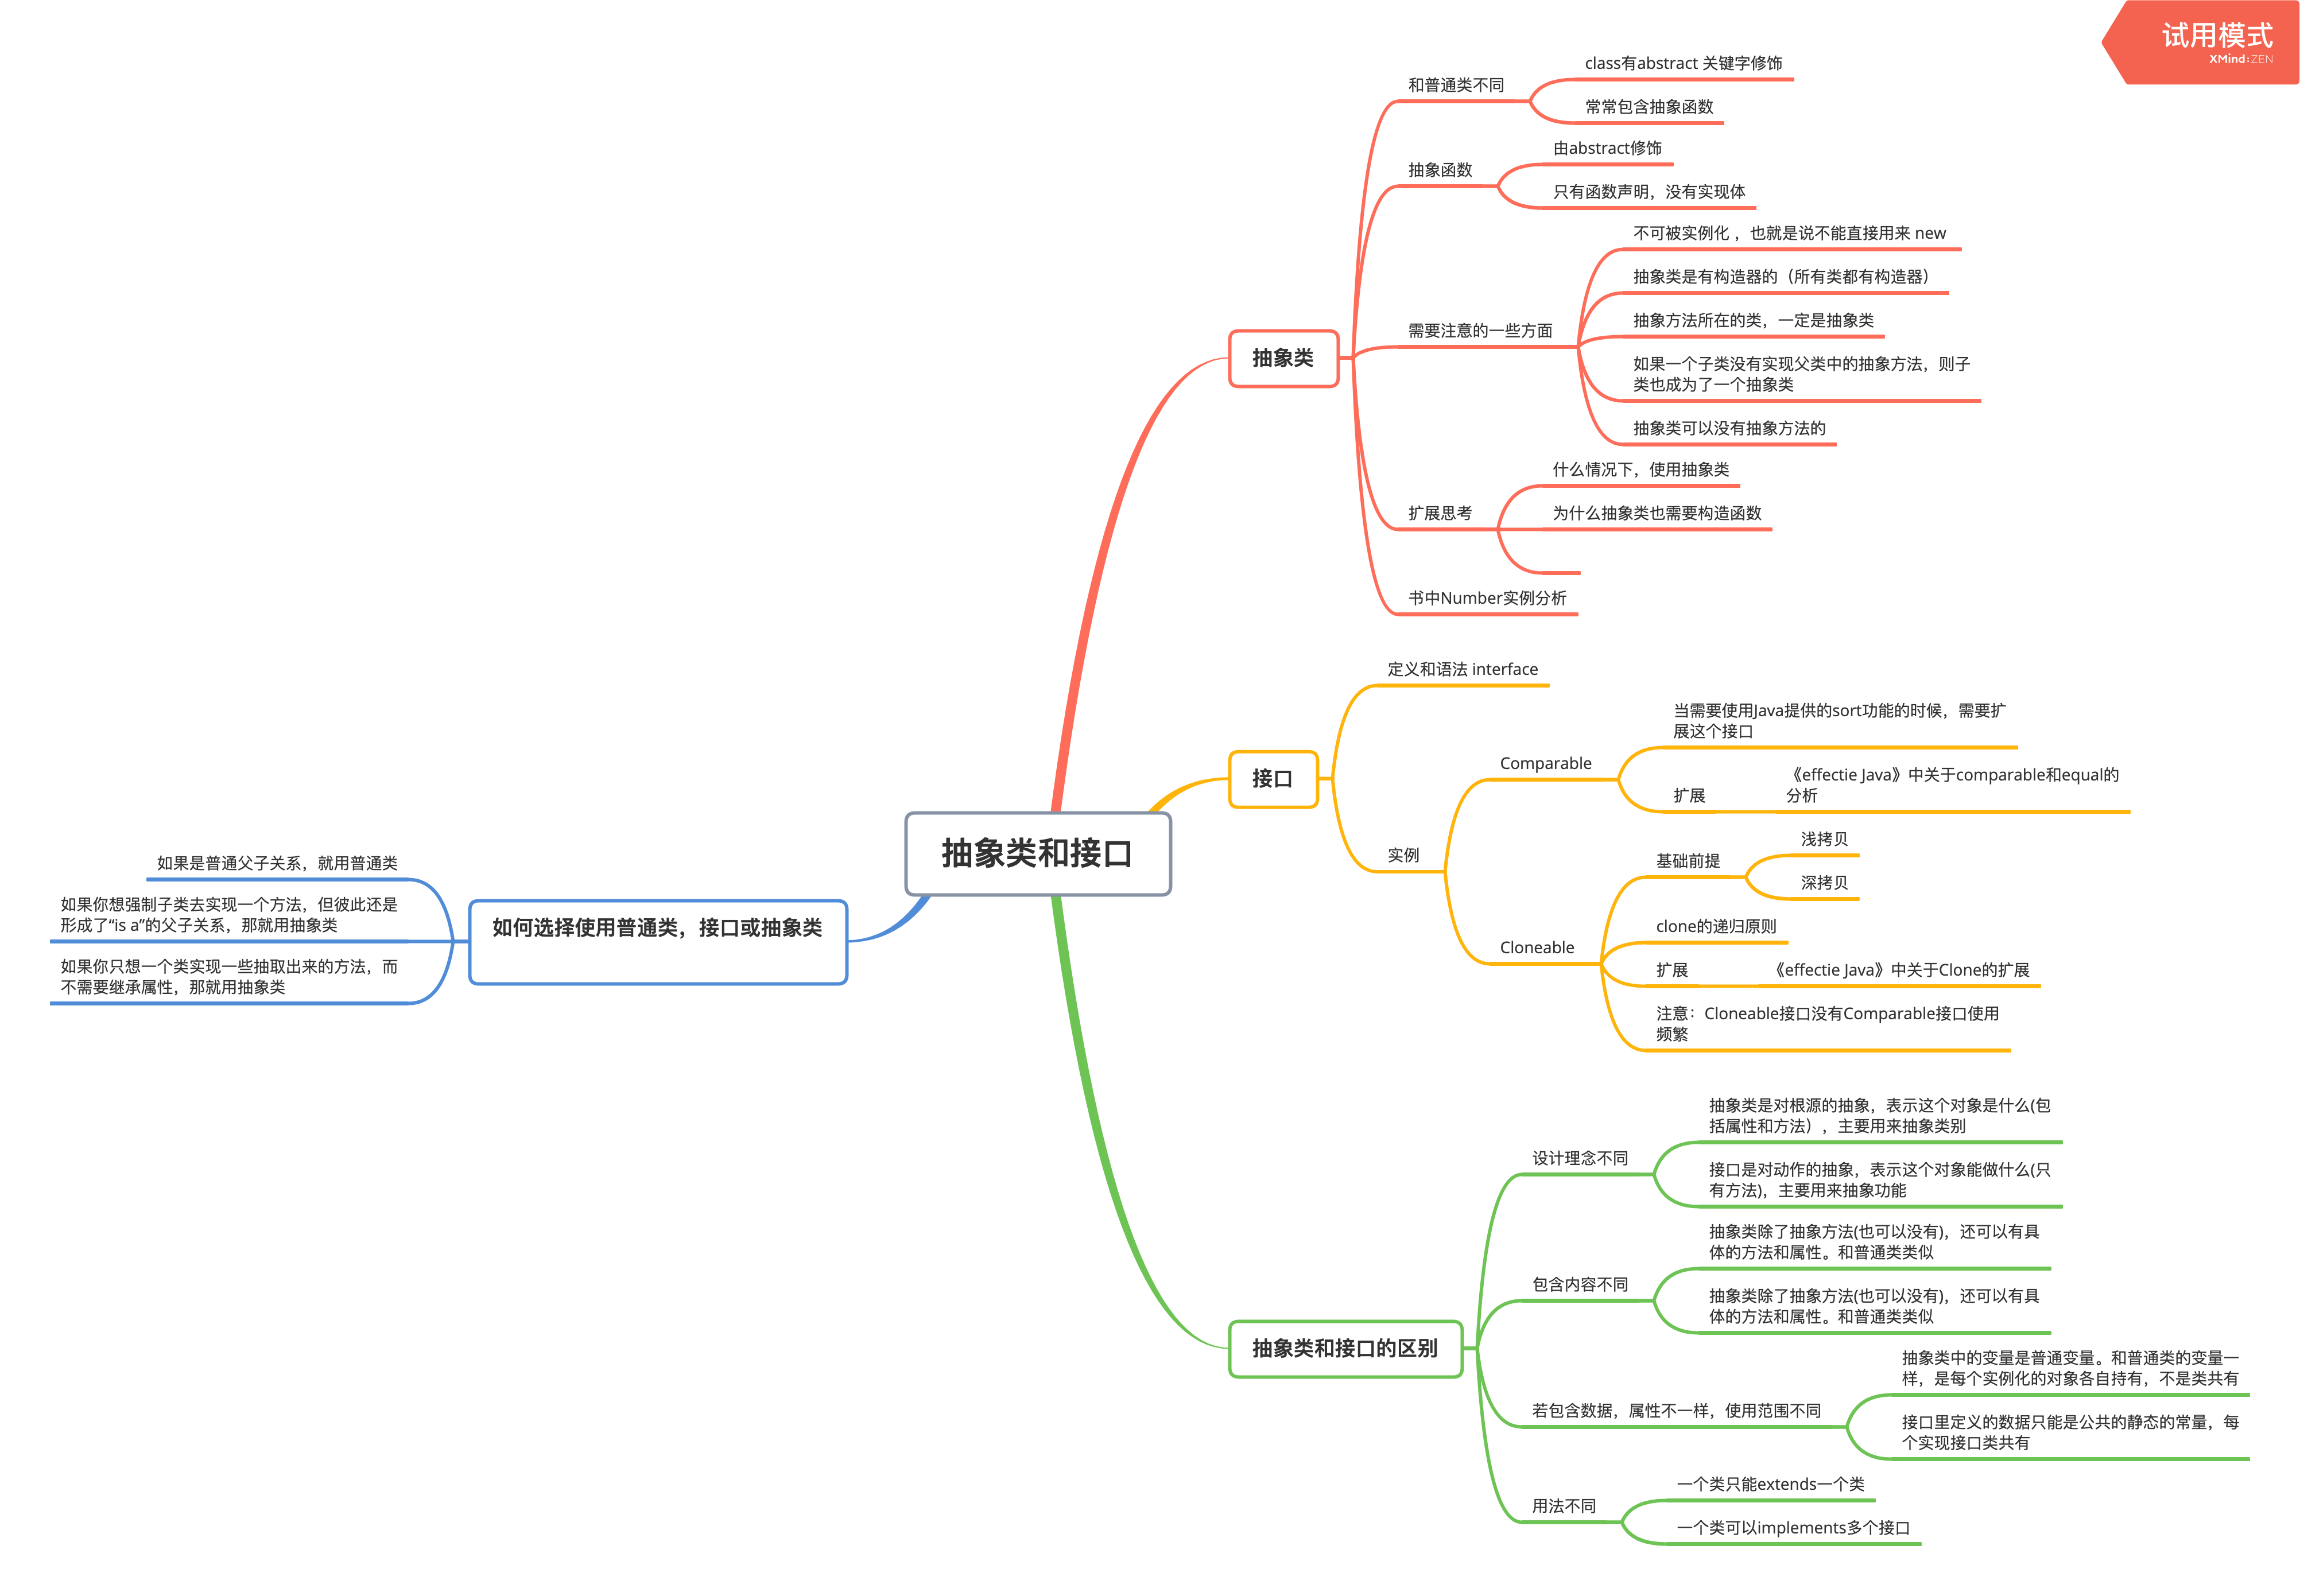 试用模式
XMind:ZEN
抽象类和接口
抽象类
和普通类不同
class有abstract 关键字修饰
常常包含抽象函数
抽象函数
由abstract修饰
只有函数声明，没有实现体
需要注意的一些方面
不可被实例化 ，也就是说不能直接用来 new
抽象类是有构造器的（所有类都有构造器）
抽象方法所在的类，一定是抽象类
如果一个子类没有实现父类中的抽象方法，则子
类也成为了一个抽象类
抽象类可以没有抽象方法的
扩展思考
什么情况下，使用抽象类
为什么抽象类也需要构造函数
书中Number实例分析
接口
定义和语法 interface
实例
Comparable
当需要使用Java提供的sort功能的时候，需要扩
展这个接口
扩展
《effectie Java》中关于comparable和equal的
分析
Cloneable
基础前提
浅拷贝
深拷贝
clone的递归原则
扩展
《effectie Java》中关于Clone的扩展
注意：Cloneable接口没有Comparable接口使用
频繁
抽象类和接口的区别
设计理念不同
抽象类是对根源的抽象，表示这个对象是什么(包
括属性和方法），主要用来抽象类别
接口是对动作的抽象，表示这个对象能做什么(只
有方法)，主要用来抽象功能
包含内容不同
抽象类除了抽象方法(也可以没有)，还可以有具
体的方法和属性。和普通类类似
抽象类除了抽象方法(也可以没有)，还可以有具
体的方法和属性。和普通类类似
若包含数据，属性不一样，使用范围不同
抽象类中的变量是普通变量。和普通类的变量一
样，是每个实例化的对象各自持有，不是类共有
接口里定义的数据只能是公共的静态的常量，每
个实现接口类共有
用法不同
一个类只能extends一个类
一个类可以implements多个接口
如何选择使用普通类，接口或抽象类
如果是普通父子关系，就用普通类
如果你想强制子类去实现一个方法，但彼此还是
形成了“is a”的父子关系，那就用抽象类
如果你只想一个类实现一些抽取出来的方法，而
不需要继承属性，那就用抽象类